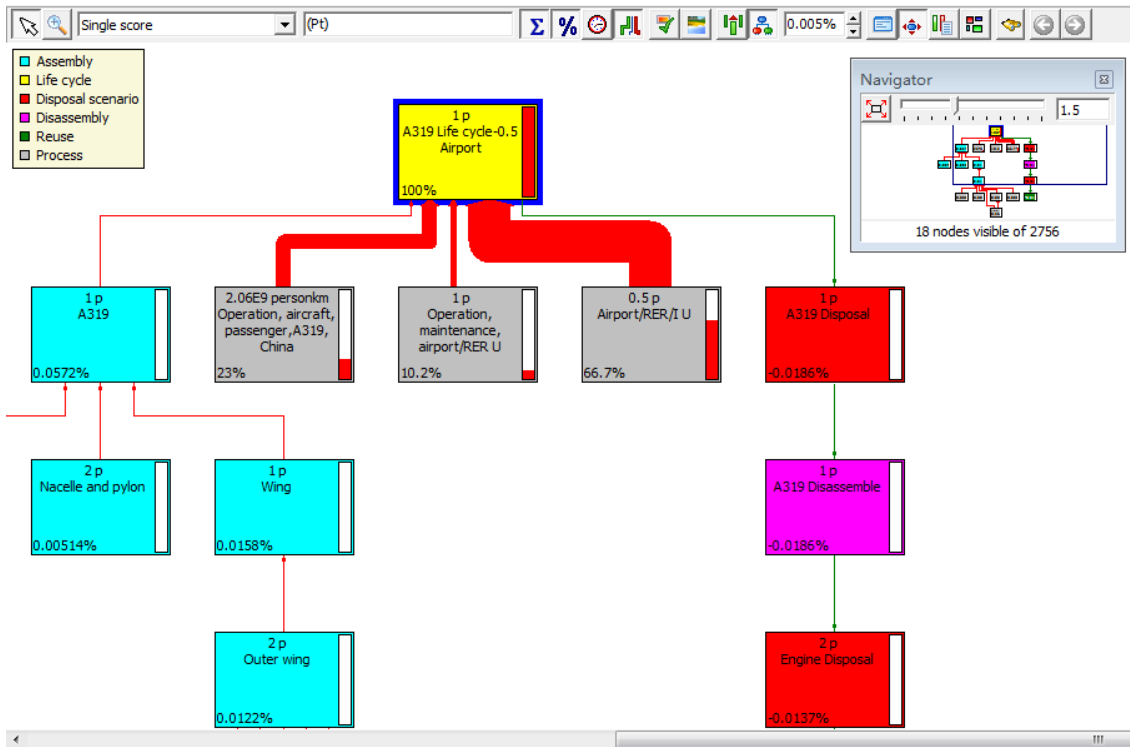 Single score
(Pt)
Σ
%
0.005%
Assembly
Life cycle
Disposal scenario
Disassembly
Reuse
Process
Navigator
1.5
18 nodes visible of 2756
1 p
A319 Life cycle-0.5
Airport
100%
1 p
A319
0.0572%
2.06E9 personkm
Operation, aircraft,
passenger,A319,
China
23%
1 p
Operation,
maintenance,
airport/RER U
10.2%
0.5 p
Airport/RER/I U
66.7%
1 p
A319 Disposal
-0.0186%
2 p
Nacelle and pylon
0.00514%
1 p
Wing
0.0158%
1 p
A319 Disassemble
-0.0186%
2 p
Outer wing
0.0122%
2 p
Engine Disposal
-0.0137%